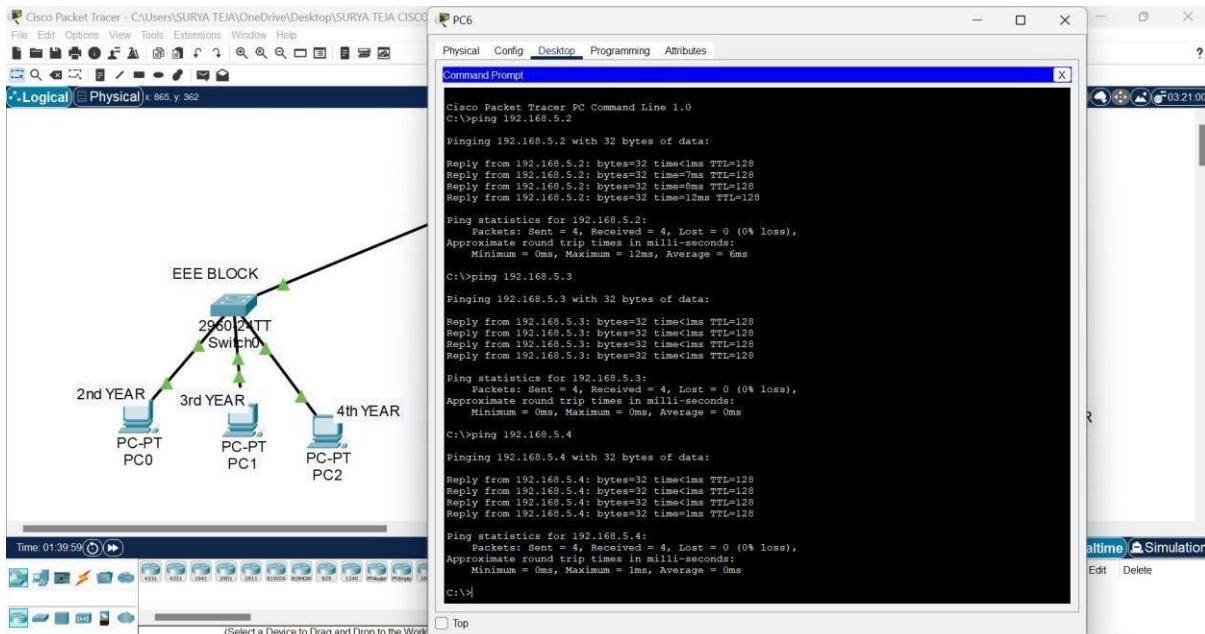 Cisco Packet Tracer - C:\Users\SURYA TEJA\OneDrive\Desktop\SURYA TEJA CISCO
File Edit Options View Tools Extensions Window Help
Logical Physical x: 865, y: 362
03:21:00
EEE BLOCK
2960-24TT
Switch0
2nd YEAR
3rd YEAR
4th YEAR
PC-PT
PC0
PC-PT
PC1
PC-PT
PC2
Time: 01:39:59
4331 4321 1941 2901 2911 819IOX 819HGW 829 1240 PT-Router PT-Empty
(Select a Device to Drag and Drop to the Work
PC6
Physical Config Desktop Programming Attributes
Command Prompt
X
Cisco Packet Tracer PC Command Line 1.0
C:\>ping 192.168.5.2
Pinging 192.168.5.2 with 32 bytes of data:
Reply from 192.168.5.2: bytes=32 time<1ms TTL=128
Reply from 192.168.5.2: bytes=32 time=7ms TTL=128
Reply from 192.168.5.2: bytes=32 time=8ms TTL=128
Reply from 192.168.5.2: bytes=32 time=12ms TTL=128
Ping statistics for 192.168.5.2:
Packets: Sent = 4, Received = 4, Lost = 0 (0% loss),
Approximate round trip times in milli-seconds:
Minimum = 0ms, Maximum = 12ms, Average = 6ms
C:\>ping 192.168.5.3
Pinging 192.168.5.3 with 32 bytes of data:
Reply from 192.168.5.3: bytes=32 time<1ms TTL=128
Reply from 192.168.5.3: bytes=32 time<1ms TTL=128
Reply from 192.168.5.3: bytes=32 time<1ms TTL=128
Reply from 192.168.5.3: bytes=32 time<1ms TTL=128
Ping statistics for 192.168.5.3:
Packets: Sent = 4, Received = 4, Lost = 0 (0% loss),
Approximate round trip times in milli-seconds:
Minimum = 0ms, Maximum = 0ms, Average = 0ms
C:\>ping 192.168.5.4
Pinging 192.168.5.4 with 32 bytes of data:
Reply from 192.168.5.4: bytes=32 time<1ms TTL=128
Reply from 192.168.5.4: bytes=32 time<1ms TTL=128
Reply from 192.168.5.4: bytes=32 time<1ms TTL=128
Reply from 192.168.5.4: bytes=32 time=1ms TTL=128
Ping statistics for 192.168.5.4:
Packets: Sent = 4, Received = 4, Lost = 0 (0% loss),
Approximate round trip times in milli-seconds:
Minimum = 0ms, Maximum = 1ms, Average = 0ms
C:\>
Top
R
altime Simulation
Edit Delete